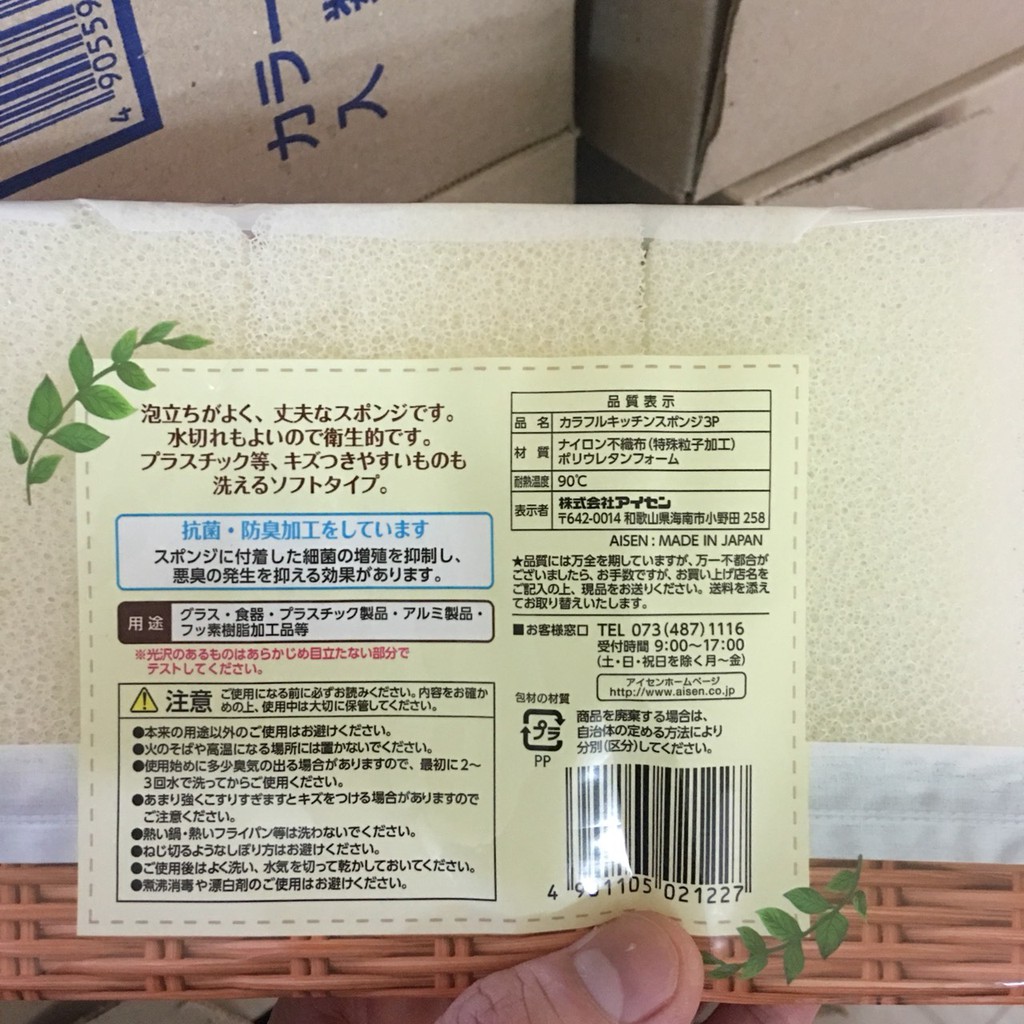 4 90559
カラー
入
泡立ちがよく、丈夫なスポンジです。
水切れもよいので衛生的です。
プラスチック等、キズつきやすいものも
洗えるソフトタイプ。
抗菌・防臭加工をしています
スポンジに付着した細菌の増殖を抑制し、
悪臭の発生を抑える効果があります。
用途
グラス・食器・プラスチック製品・アルミ製品・
フッ素樹脂加工品等
※光沢のあるものはあらかじめ目立たない部分で
テストしてください。
注意 ご使用になる前に必ずお読みください。内容をお確か
めの上、使用中は大切に保管してください。
●本来の用途以外のご使用はお避けください。
●火のそばや高温になる場所には置かないでください。
●使用始めに多少臭気の出る場合がありますので、最初に2〜
3回水で洗ってからご使用ください。
●あまり強くこすりすぎますとキズをつける場合がありますので
ご注意ください。
●熱い鍋・熱いフライパン等は洗わないでください。
●ねじ切るようなしぼり方はお避けください。
●ご使用後はよく洗い、水気を切って乾かしておいてください。
●煮沸消毒や漂白剤のご使用はお避けください。
品質表示
品名 カラフルキッチンスポンジ3P
材質 ナイロン不織布(特殊粒子加工)
ポリウレタンフォーム
耐熱温度 90℃
表示者 株式会社アイセン
〒642-0014 和歌山県海南市小野田 258
AISEN : MADE IN JAPAN
★品質には万全を期していますが、万一不都合が
ございましたら、お手数ですが、お買い上げ店名を
ご記入の上、現品をお送りください。送料を添え
てお取り替えいたします。
■お客様窓口 TEL 073(487)1116
受付時間 9:00〜17:00
(土・日・祝日を除く月〜金)
アイセンホームページ
http://www.aisen.co.jp
包材の材質
プラ
PP
商品を廃棄する場合は、
自治体の定める方法により
分別(区分)してください。
4 901105 021227